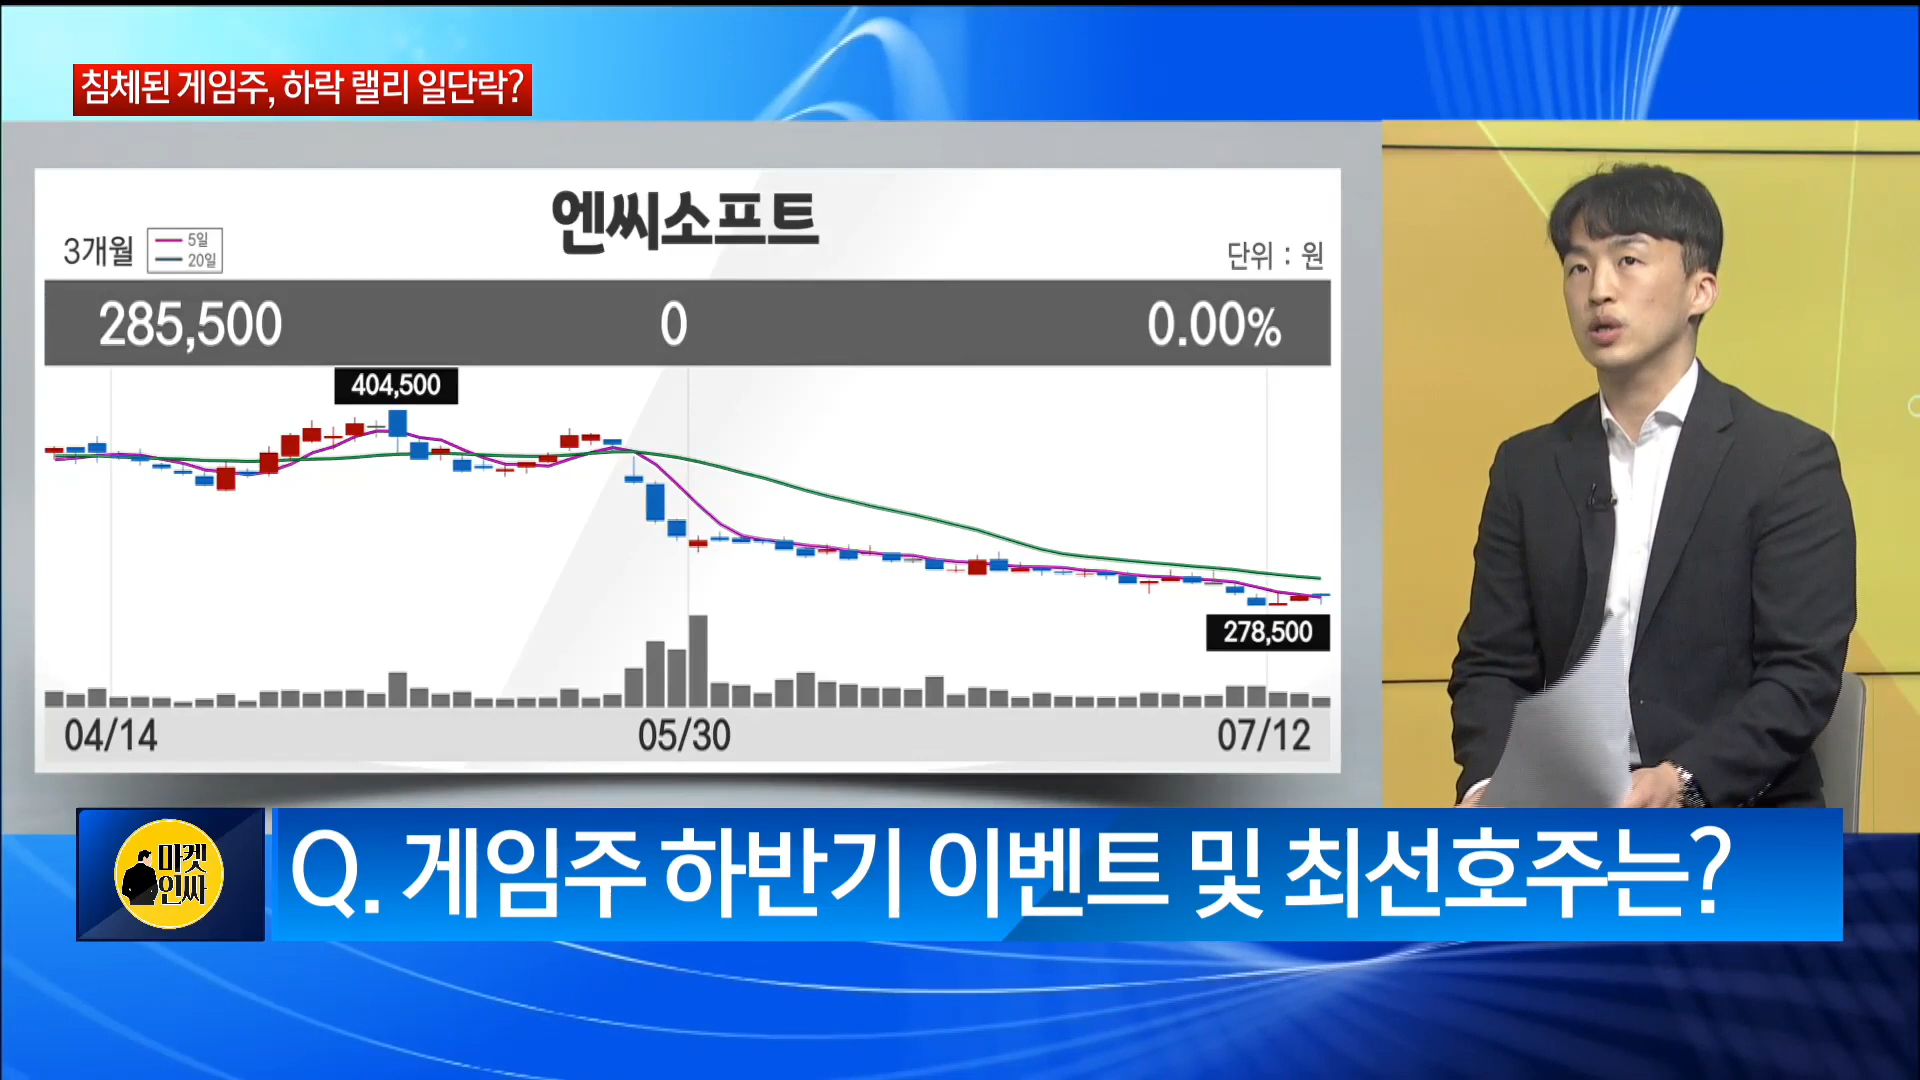 침체된 게임주, 하락 랠리 일단락?
엔씨소프트
3개월
5일
20일
단위 : 원
285,500 0 0.00%
404,500
278,500
04/14 05/30 07/12
마켓
인싸
Q. 게임주 하반기 이벤트 및 최선호주는?